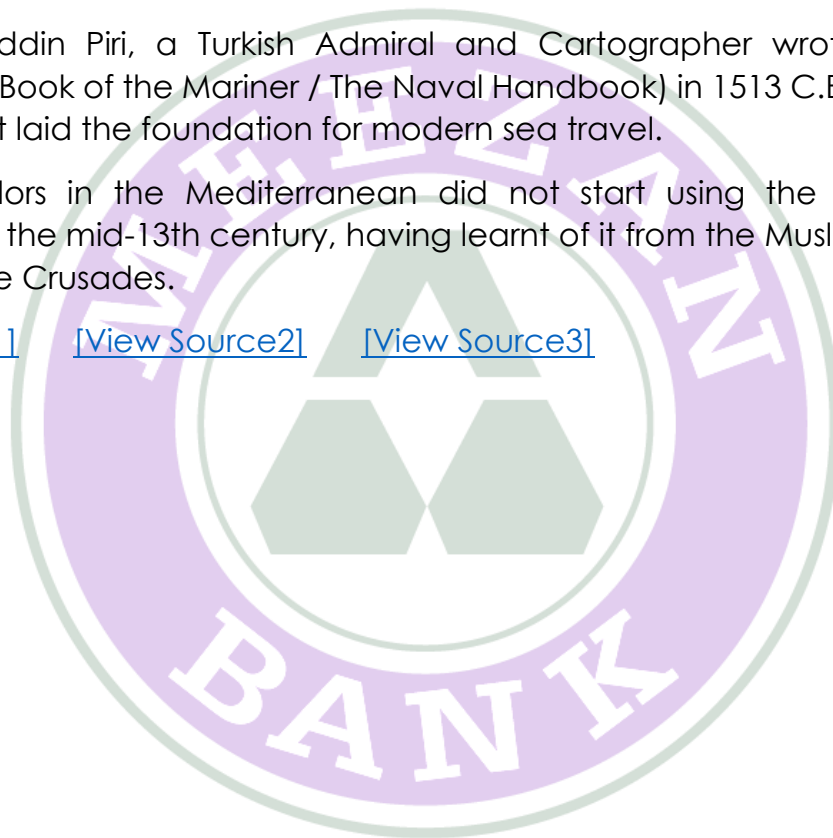 ddin Piri, a Turkish Admiral and Cartographer wrot
Book of the Mariner / The Naval Handbook) in 1513 C.E
t laid the foundation for modern sea travel.
lors in the Mediterranean did not start using the
the mid-13th century, having learnt of it from the Musl
e Crusades.
] [View Source2] [View Source3]
MEEZAN
BANK